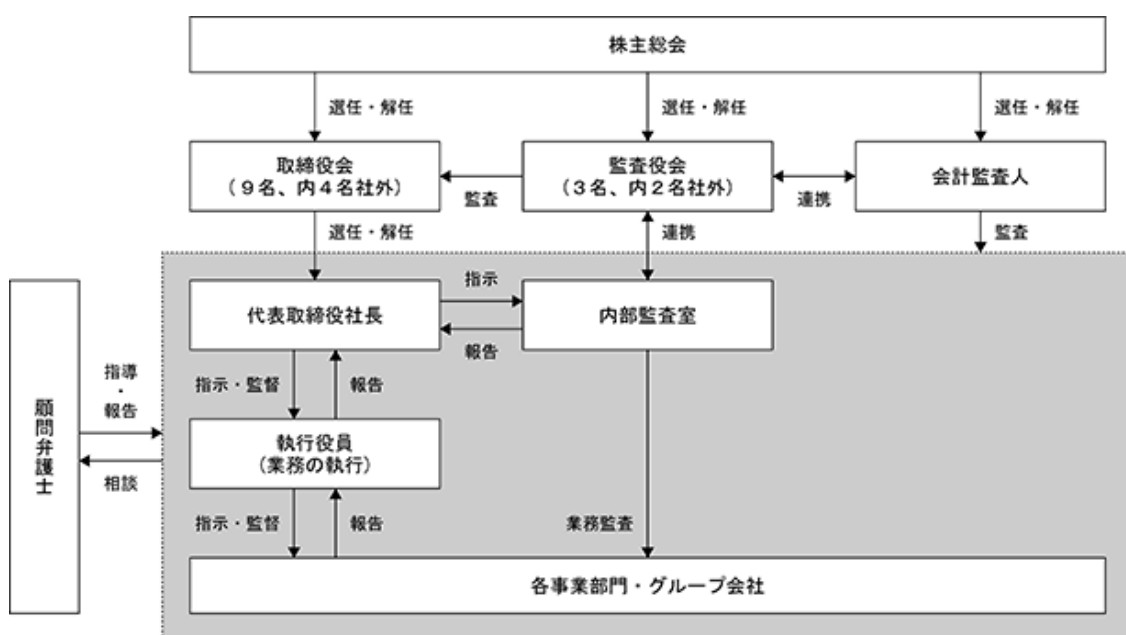 株主総会
選任・解任
選任・解任
選任・解任
取締役会
(9名、内4名社外)
監査
監査役会
(3名、内2名社外)
連携
会計監査人
選任・解任
連携
監査
代表取締役社長
指示
報告
内部監査室
指導
・
報告
相談
顧問弁護士
指示・監督
報告
執行役員
(業務の執行)
指示・監督
報告
業務監査
各事業部門・グループ会社